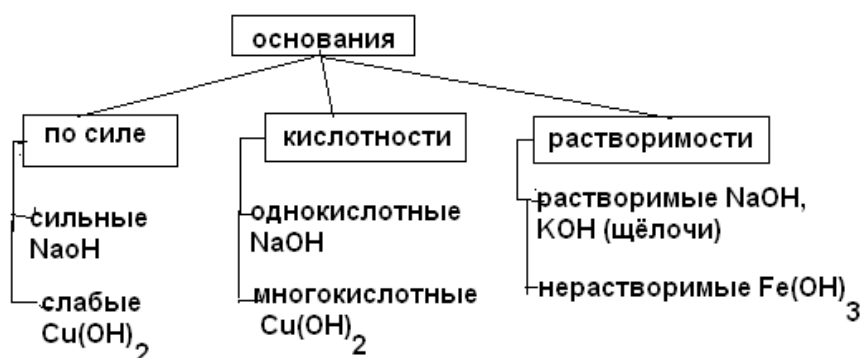 основания
по силе
сильные
NaoH
слабые
Cu(OH)2
кислотности
однокислотные
NaOH
многокислотные
Cu(OH)2
растворимости
растворимые NaOH,
KOH (щёлочи)
нерастворимые Fe(OH)3